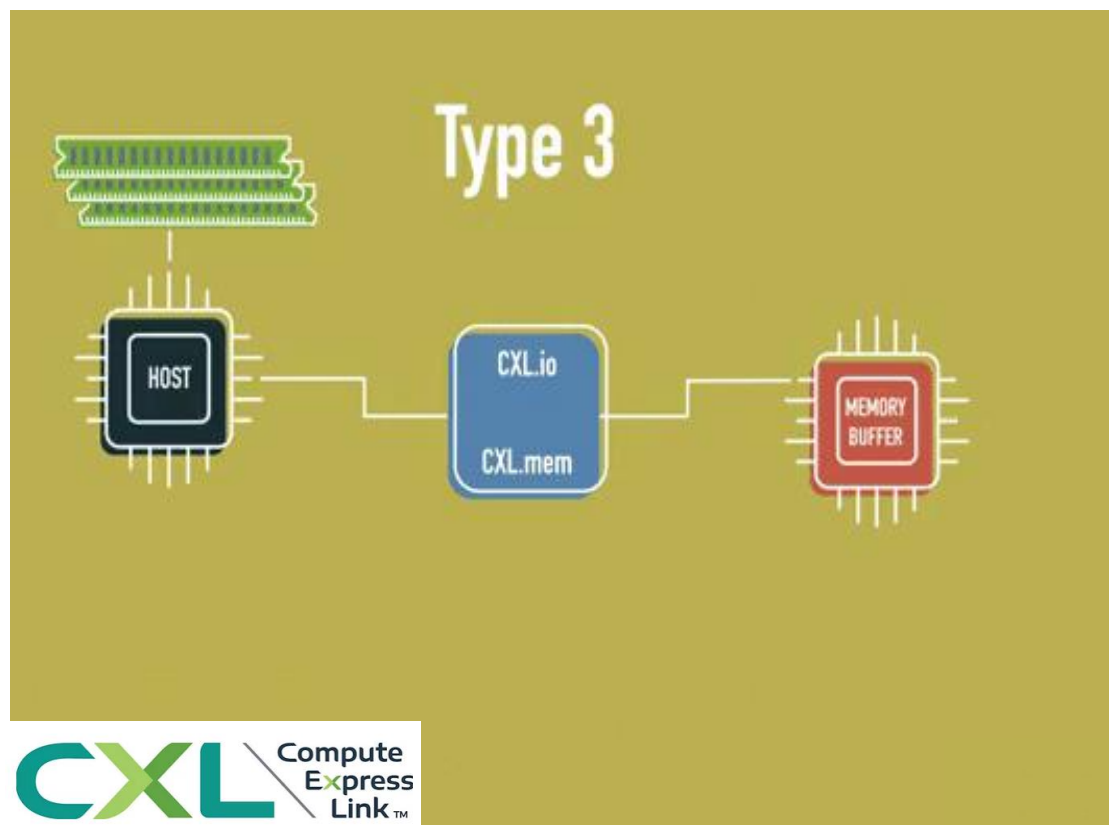 Type 3
HOST
CXL.io
CXL.mem
MEMORY
BUFFER
CXL
Compute
Express
Link™